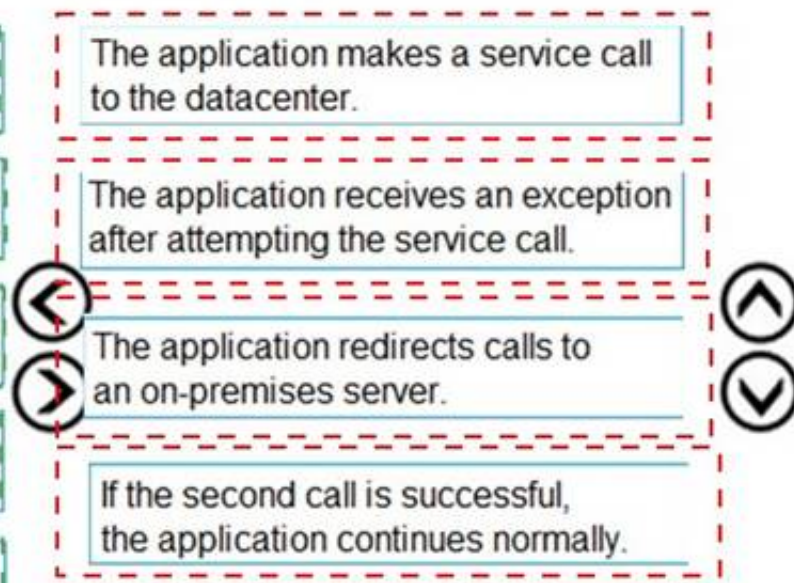 The application makes a service call
to the datacenter.
The application receives an exception
after attempting the service call.
The application redirects calls to
an on-premises server.
If the second call is successful,
the application continues normally.